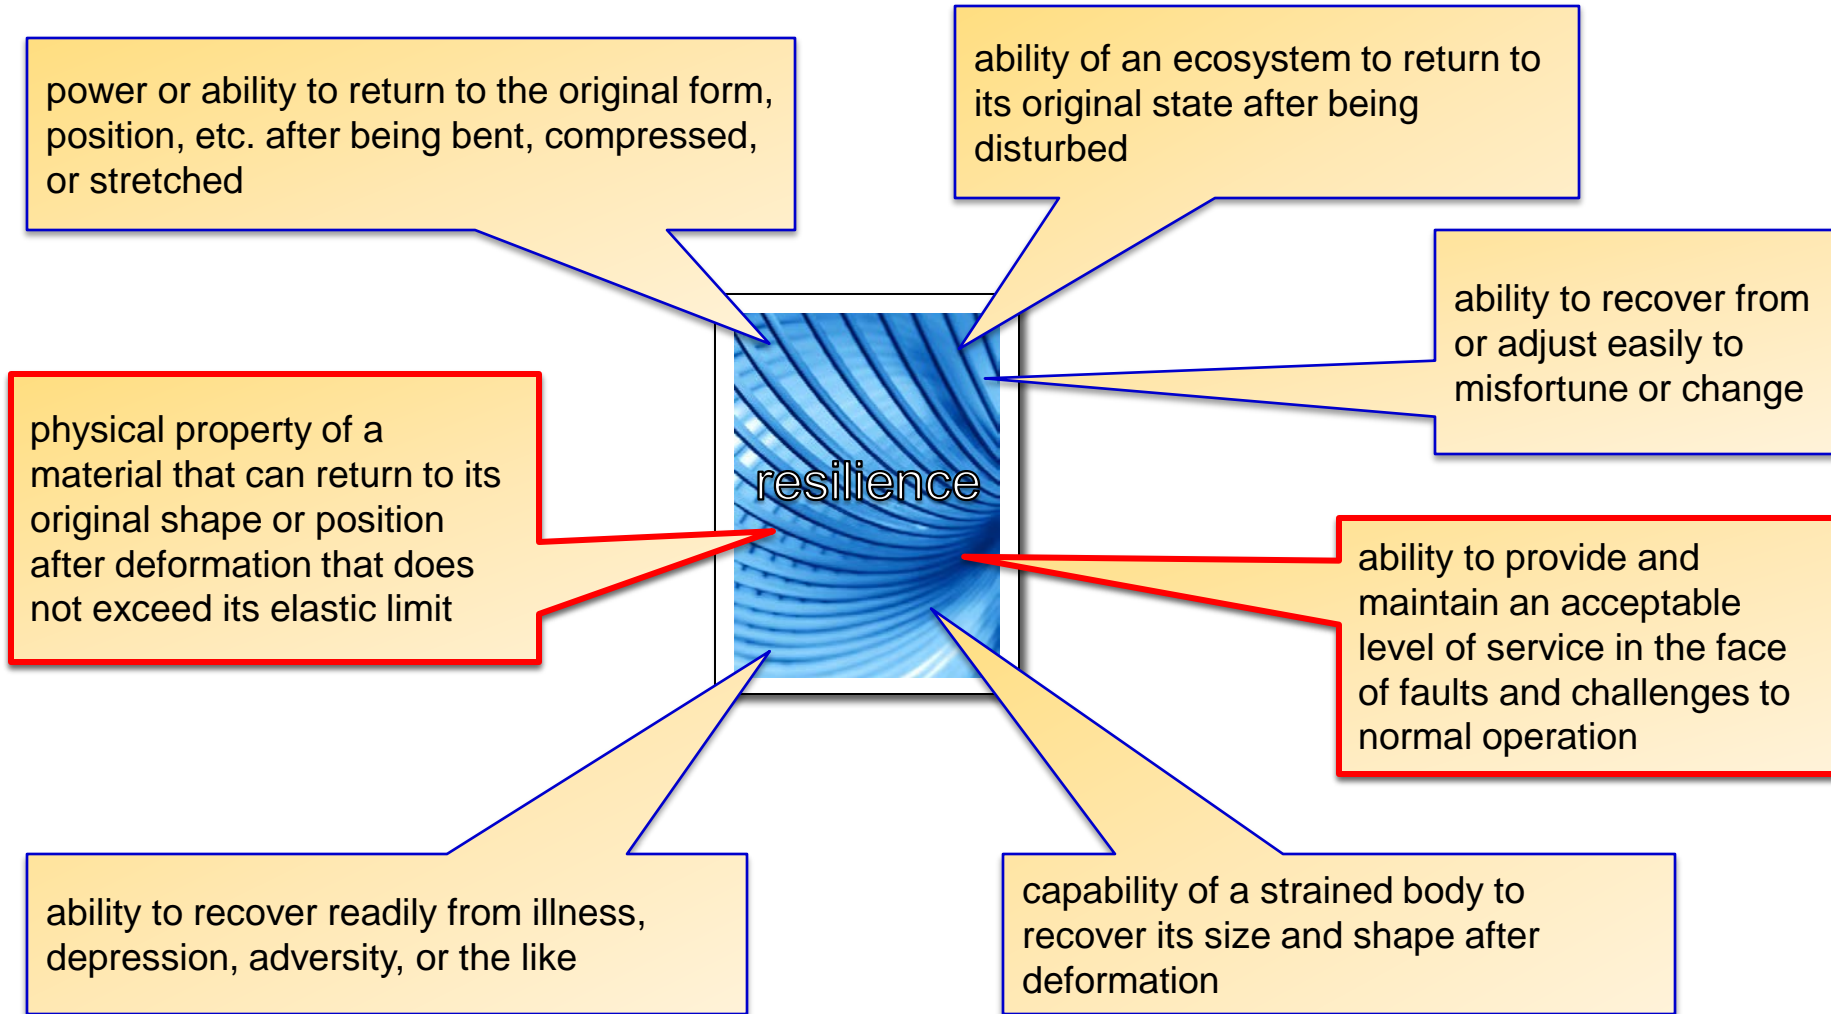 power or ability to return to the original form,
position, etc. after being bent, compressed,
or stretched
ability of an ecosystem to return to
its original state after being
disturbed
ability to recover from
or adjust easily to
misfortune or change
physical property of a
material that can return to its
original shape or position
after deformation that does
not exceed its elastic limit
resilience
ability to provide and
maintain an acceptable
level of service in the face
of faults and challenges to
normal operation
ability to recover readily from illness,
depression, adversity, or the like
capability of a strained body to
recover its size and shape after
deformation